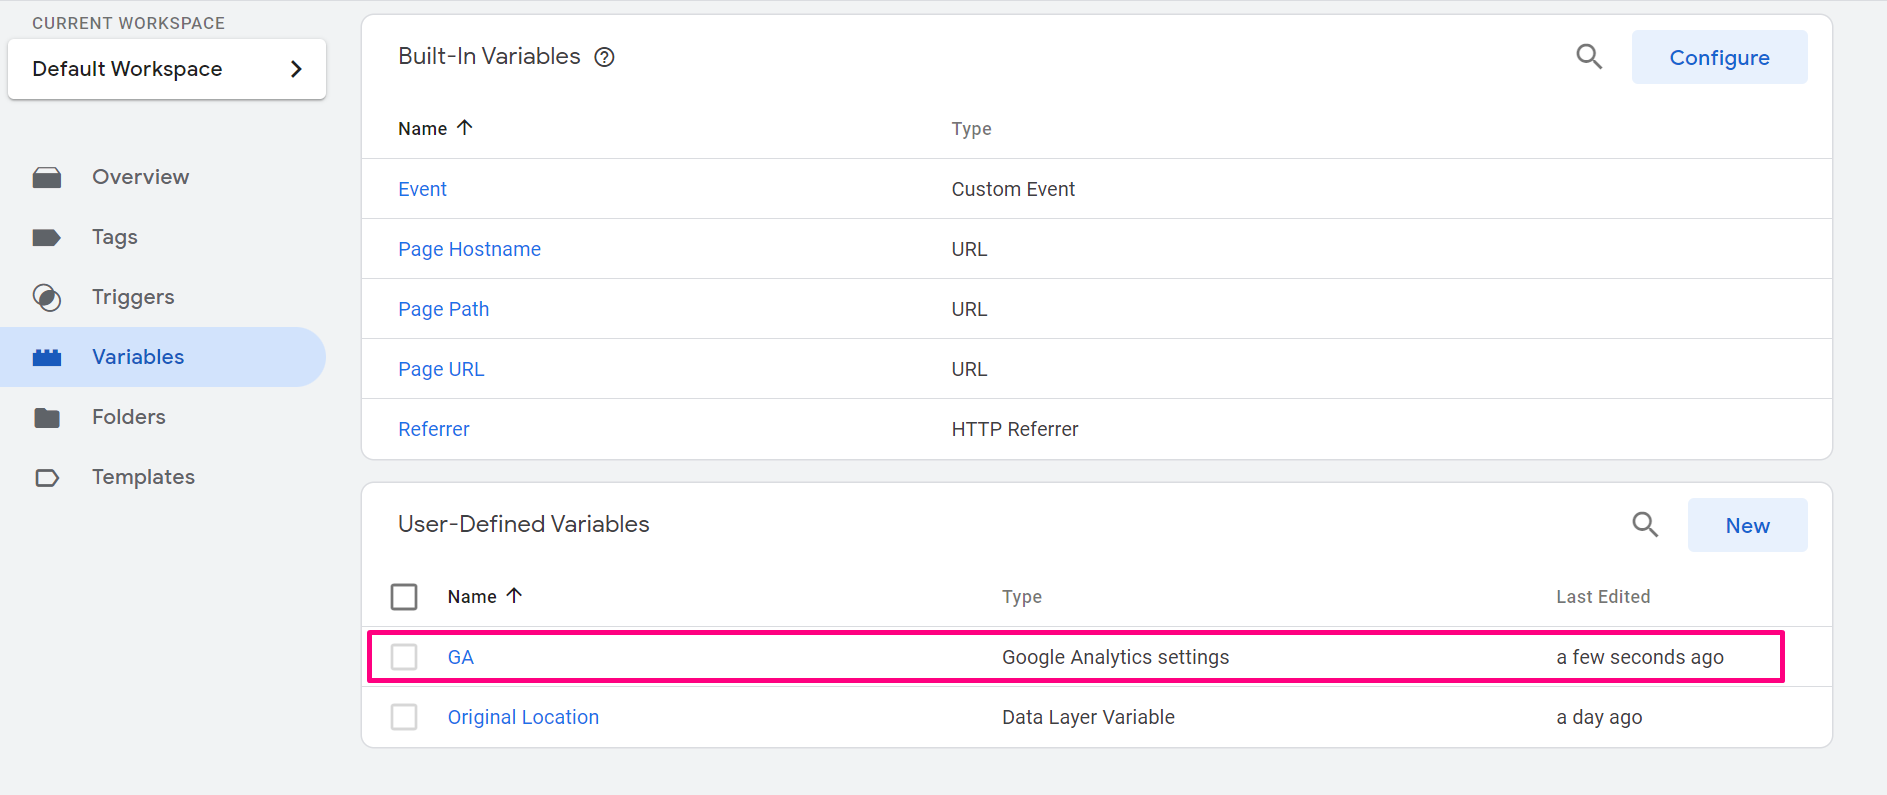 CURRENT WORKSPACE
Default Workspace
Overview
Tags
Triggers
Variables
Folders
Templates
Built-In Variables
Configure
Name Type
Event Custom Event
Page Hostname URL
Page Path URL
Page URL URL
Referrer HTTP Referrer
User-Defined Variables
New
Name Type Last Edited
GA Google Analytics settings a few seconds ago
Original Location Data Layer Variable a day ago